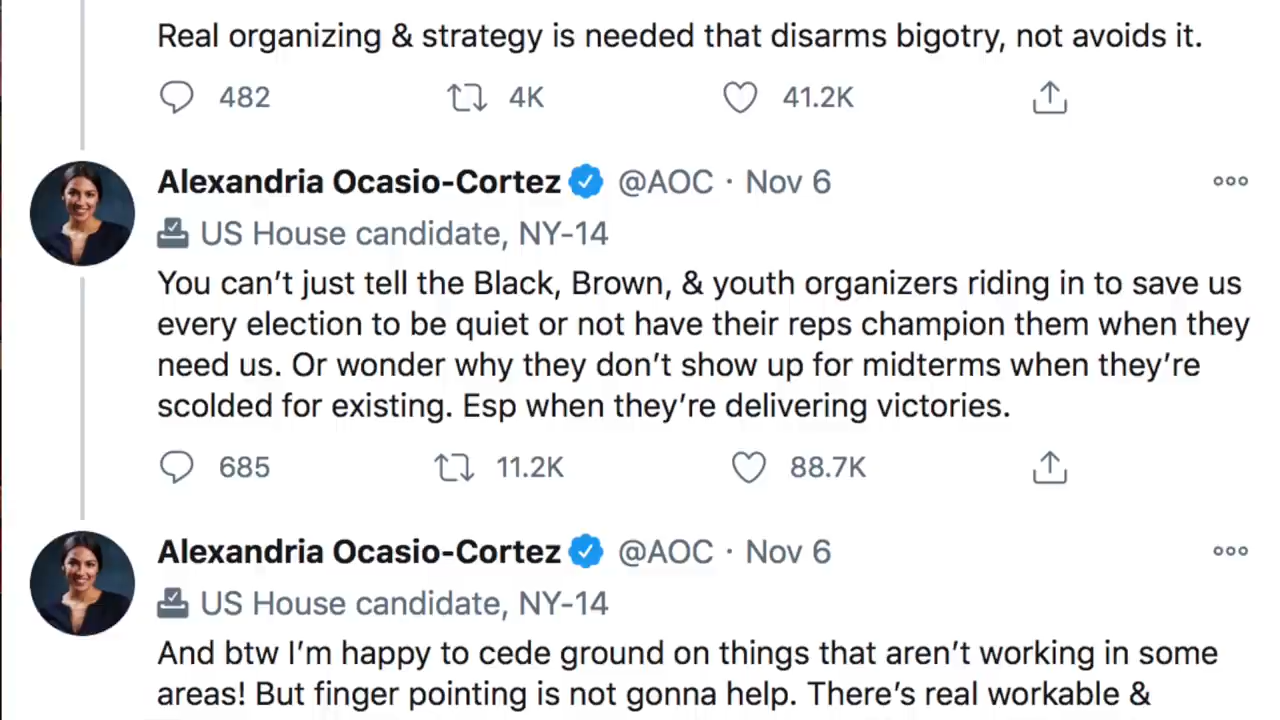 Real organizing & strategy is needed that disarms bigotry, not avoids it.
482 4K 41.2K
Alexandria Ocasio-Cortez @AOC · Nov 6
US House candidate, NY-14
You can’t just tell the Black, Brown, & youth organizers riding in to save us
every election to be quiet or not have their reps champion them when they
need us. Or wonder why they don’t show up for midterms when they’re
scolded for existing. Esp when they’re delivering victories.
685 11.2K 88.7K
Alexandria Ocasio-Cortez @AOC · Nov 6
US House candidate, NY-14
And btw I’m happy to cede ground on things that aren’t working in some
areas! But finger pointing is not gonna help. There’s real workable &